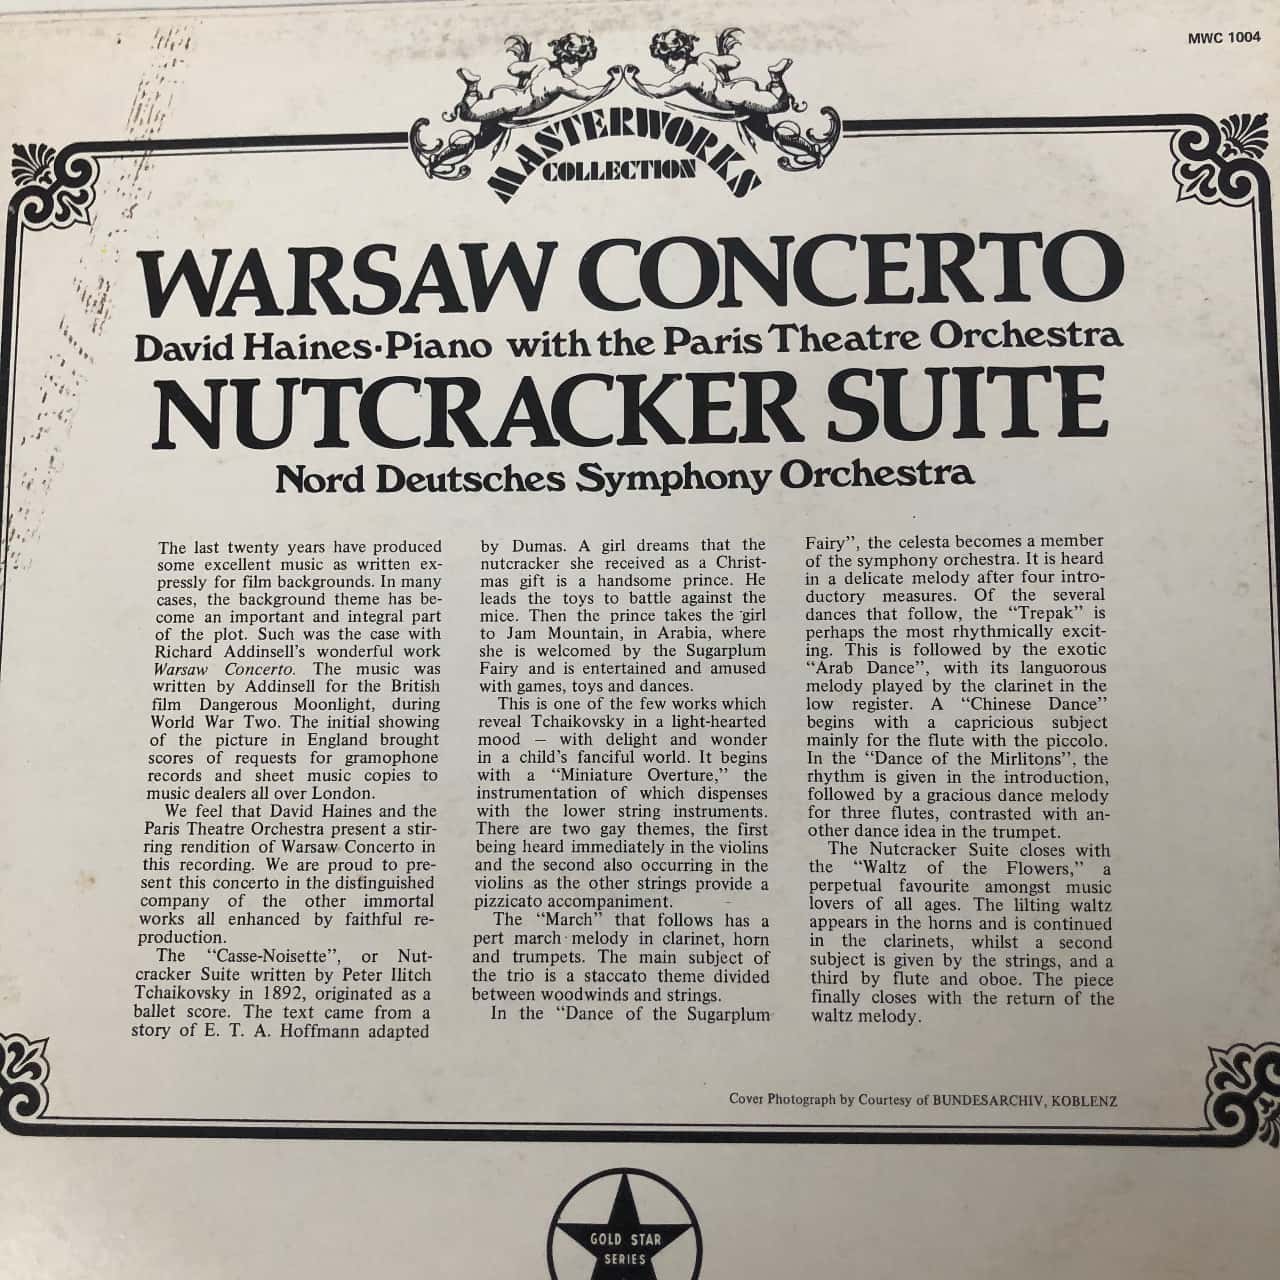 MWC 1004
MASTERWORKS
COLLECTION
WARSAW CONCERTO
David Haines·Piano with the Paris Theatre Orchestra
NUTCRACKER SUITE
Nord Deutsches Symphony Orchestra
The last twenty years have produced
some excellent music as written ex-
pressly for film backgrounds. In many
cases, the background theme has be-
come an important and integral part
of the plot. Such was the case with
Richard Addinsell's wonderful work
Warsaw Concerto. The music was
written by Addinsell for the British
film Dangerous Moonlight, during
World War Two. The initial showing
of the picture in England brought
scores of requests for gramophone
records and sheet music copies to
music dealers all over London.
We feel that David Haines and the
Paris Theatre Orchestra present a stir-
ring rendition of Warsaw Concerto in
this recording. We are proud to pre-
sent this concerto in the distinguished
company of the other immortal
works all enhanced by faithful re-
production.
The "Casse-Noisette", or Nut-
cracker Suite written by Peter Ilitch
Tchaikovsky in 1892, originated as a
ballet score. The text came from a
story of E. T. A. Hoffmann adapted
by Dumas. A girl dreams that the
nutcracker she received as a Christ-
mas gift is a handsome prince. He
leads the toys to battle against the
mice. Then the prince takes the girl
to Jam Mountain, in Arabia, where
she is welcomed by the Sugarplum
Fairy and is entertained and amused
with games, toys and dances.
This is one of the few works which
reveal Tchaikovsky in a light-hearted
mood — with delight and wonder
in a child's fanciful world. It begins
with a "Miniature Overture," the
instrumentation of which dispenses
with the lower string instruments.
There are two gay themes, the first
being heard immediately in the violins
and the second also occurring in the
violins as the other strings provide a
pizzicato accompaniment.
The "March" that follows has a
pert march melody in clarinet, horn
and trumpets. The main subject of
the trio is a staccato theme divided
between woodwinds and strings.
In the "Dance of the Sugarplum
Fairy", the celesta becomes a member
of the symphony orchestra. It is heard
in a delicate melody after four intro-
ductory measures. Of the several
dances that follow, the "Trepak" is
perhaps the most rhythmically excit-
ing. This is followed by the exotic
"Arab Dance", with its languorous
melody played by the clarinet in the
low register. A "Chinese Dance"
begins with a capricious subject
mainly for the flute with the piccolo.
In the "Dance of the Mirlitons", the
rhythm is given in the introduction,
followed by a gracious dance melody
for three flutes, contrasted with an-
other dance idea in the trumpet.
The Nutcracker Suite closes with
the "Waltz of the Flowers," a
perpetual favourite amongst music
lovers of all ages. The lilting waltz
appears in the horns and is continued
in the clarinets, whilst a second
subject is given by the strings, and a
third by flute and oboe. The piece
finally closes with the return of the
waltz melody.
Cover Photograph by Courtesy of BUNDESARCHIV, KOBLENZ
GOLD STAR
SERIES